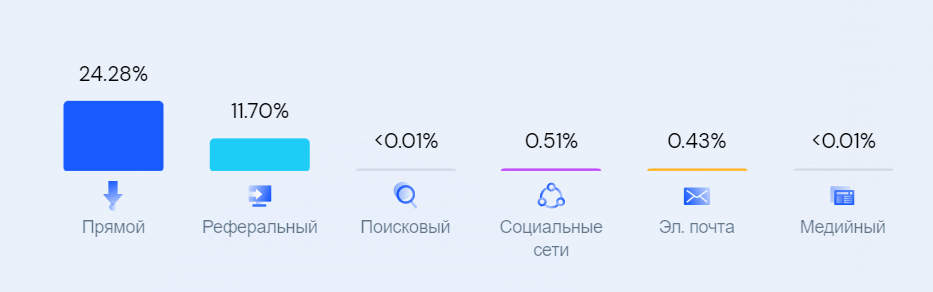 24.28%
11.70%
<0.01%
0.51%
0.43%
<0.01%
Прямой
Реферальный
Поисковый
Социальные
сети
Эл. почта
Медийный